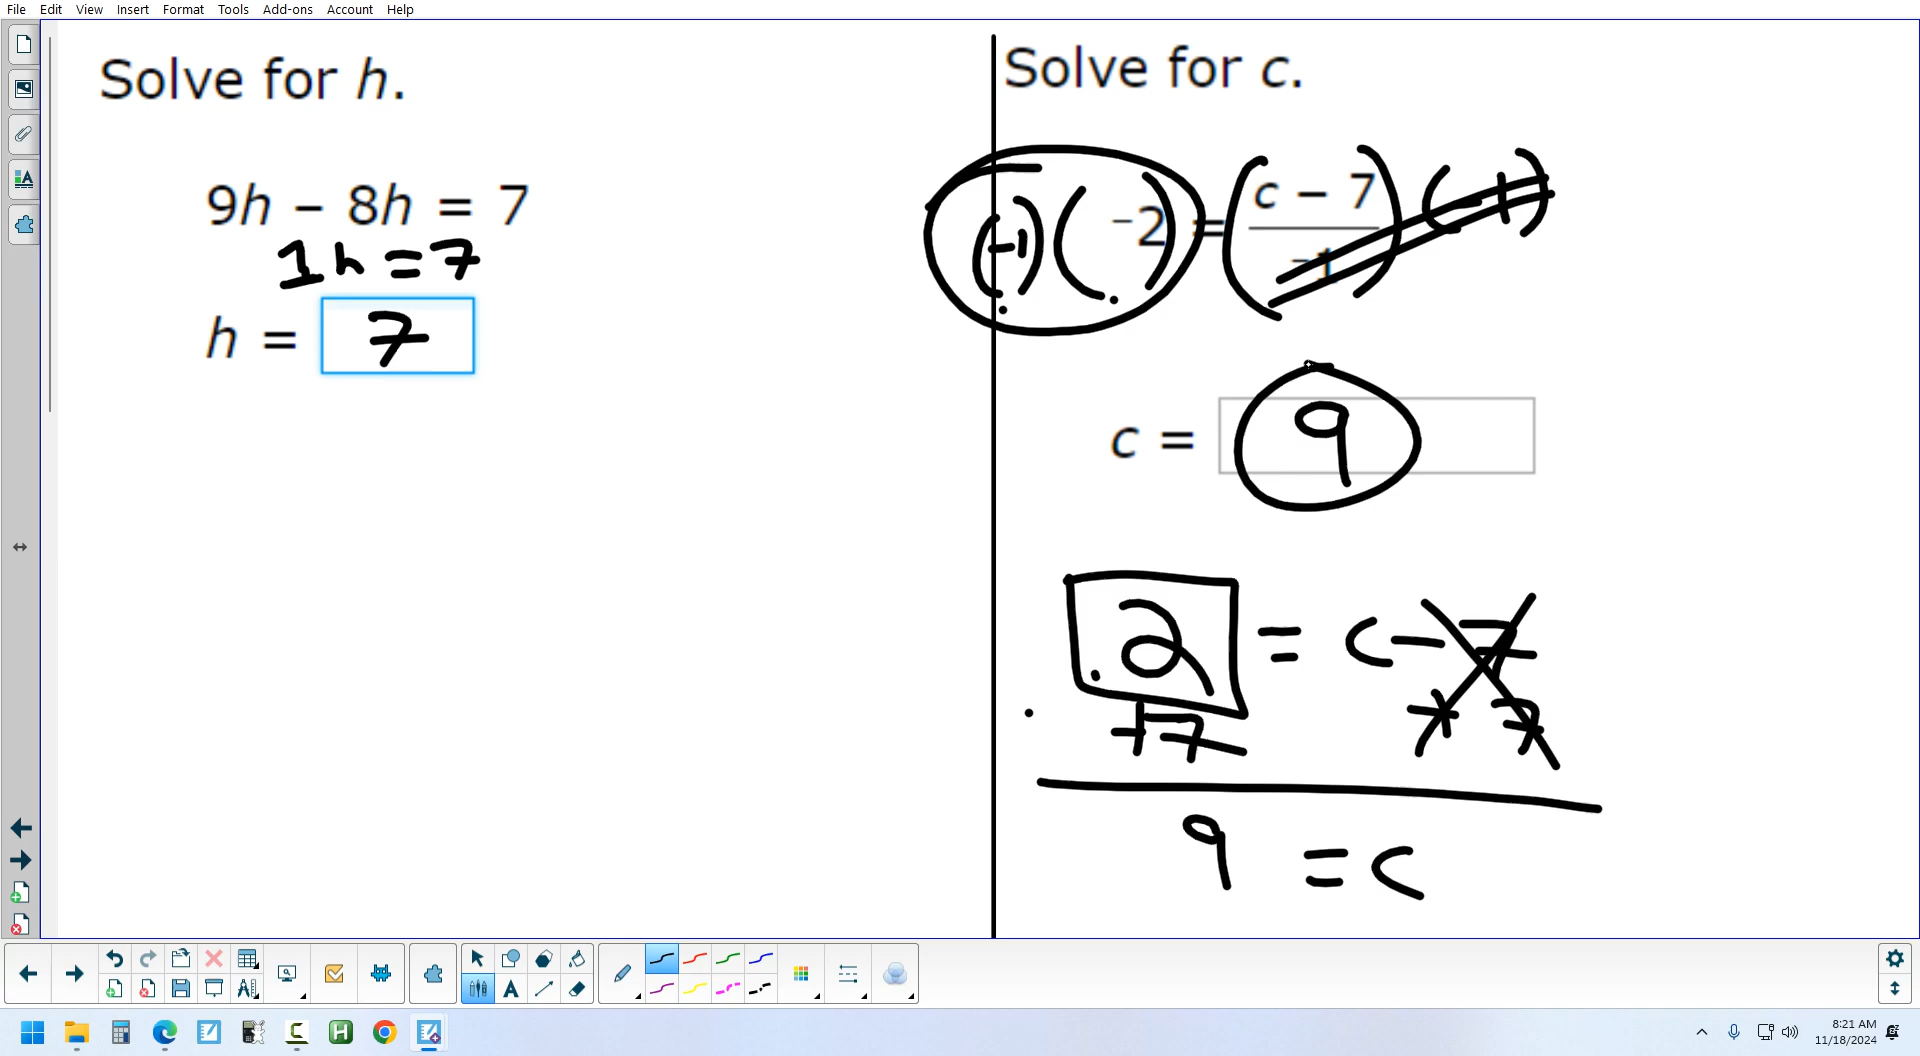 File Edit View Insert Format Tools Add-ons Account Help
Solve for h.
9h – 8h = 7
1h = 7
h = 7
Solve for c.
(-1)( ⁻2) = (c – 7 / ⁻1)(-1)
c = 9
2 = c - 7
+7 +7
9 = c
8:21 AM
11/18/2024